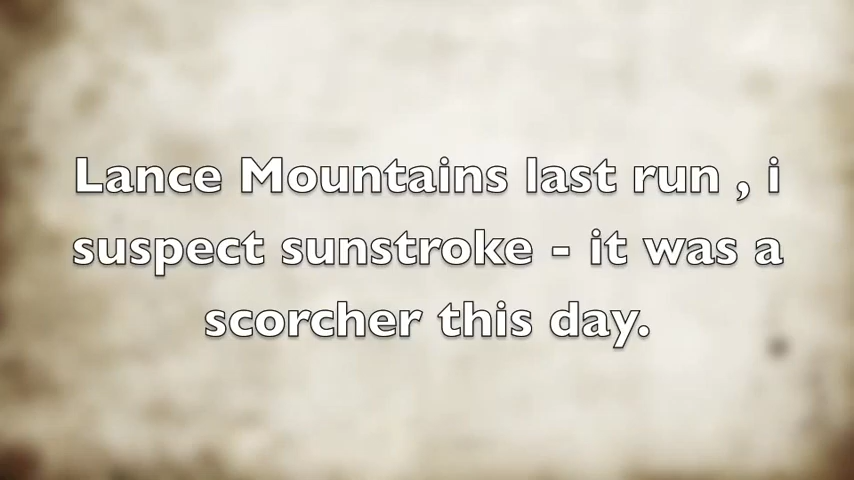 Lance Mountains last run , i
suspect sunstroke - it was a
scorcher this day.